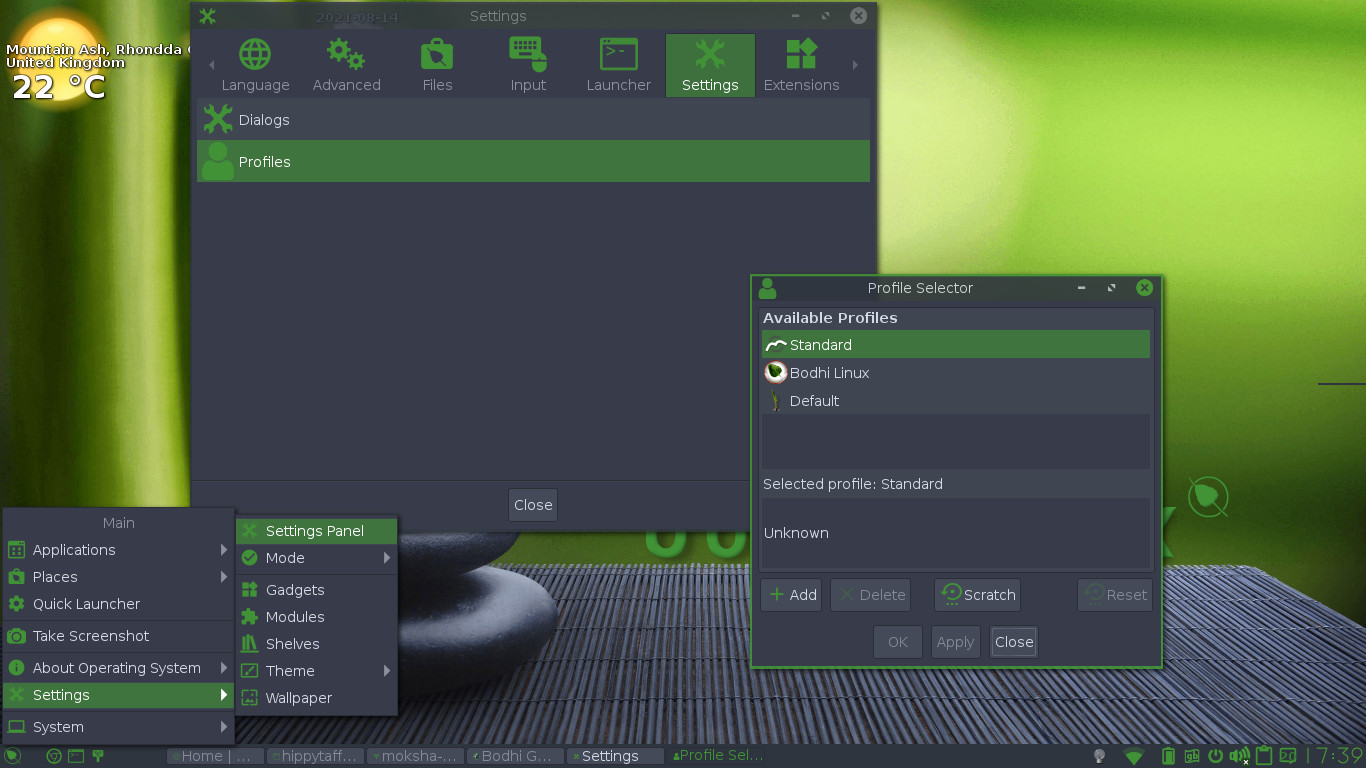 Mountain Ash, Rhondda
United Kingdom
22 °C
2021-08-14
Settings
Language
Advanced
Files
Input
Launcher
Settings
Extensions
Dialogs
Profiles
Close
Profile Selector
Available Profiles
Standard
Bodhi Linux
Default
Selected profile: Standard
Unknown
Add
Delete
Scratch
Reset
OK
Apply
Close
Main
Applications
Places
Quick Launcher
Take Screenshot
About Operating System
Settings
System
Settings Panel
Mode
Gadgets
Modules
Shelves
Theme
Wallpaper
Home | ...
hippytaff...
moksha-...
Bodhi G...
Settings
Profile Sel...
gb
17:39